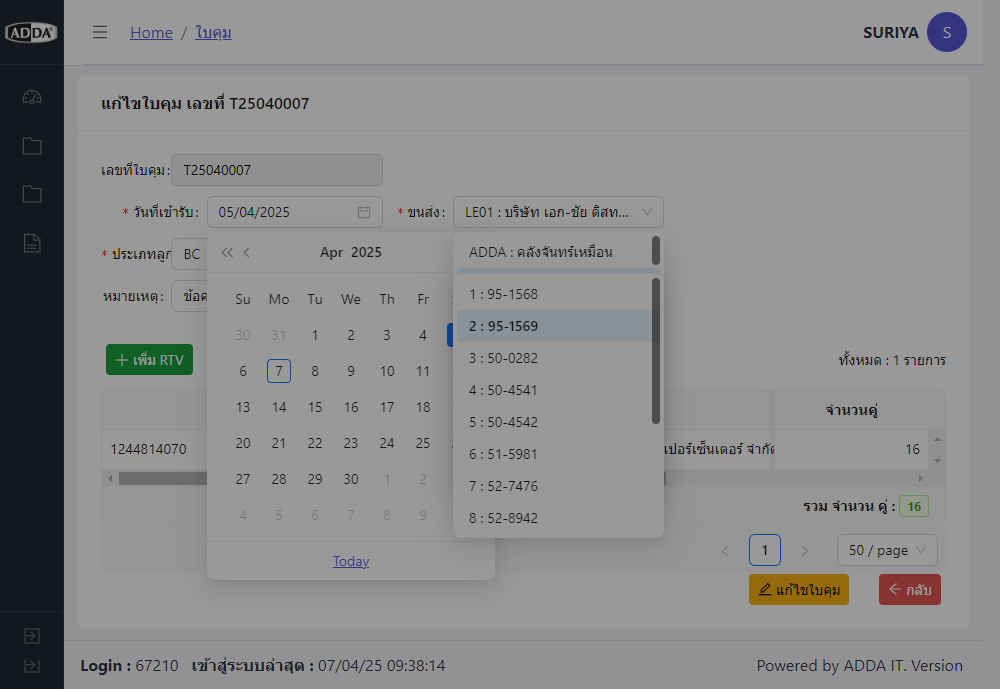 ADDA
Home / ใบคุม
SURIYA S
แก้ไขใบคุม เลขที่ T25040007
เลขที่ใบคุม: T25040007
* วันที่เข้ารับ: 05/04/2025
* ขนส่ง: LE01 : บริษัท เอก-ชัย ดิสท...
* ประเภทลูก BC
หมายเหตุ:
Apr 2025
Su Mo Tu We Th Fr
30 31 1 2 3 4
6 7 8 9 10 11
13 14 15 16 17 18
20 21 22 23 24 25
27 28 29 30 1 2
4 5 6 7 8 9
Today
ADDA : คลังจันทร์เหมือน
1 : 95-1568
2 : 95-1569
3 : 50-0282
4 : 50-4541
5 : 50-4542
6 : 51-5981
7 : 52-7476
8 : 52-8942
+ เพิ่ม RTV
ทั้งหมด : 1 รายการ
จำนวนคู่
1244814070
เปอร์เซ็นเตอร์ จำกัด
16
รวม จำนวน คู่ : 16
1
50 / page
แก้ไขใบคุม
กลับ
Login : 67210 เข้าสู่ระบบล่าสุด : 07/04/25 09:38:14
Powered by ADDA IT. Version